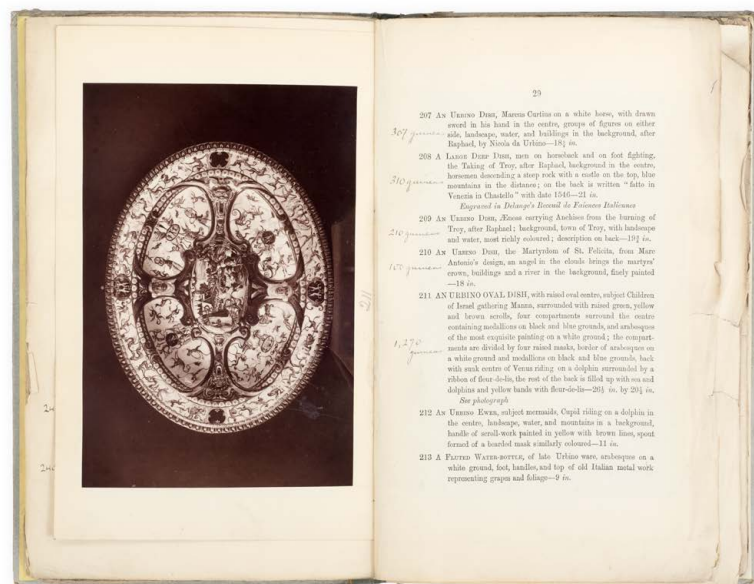 29
207 AN URBINO DISH, Marcus Curtius on a white horse, with drawn
sword in his hand in the centre, groups of figures on either
side, landscape, water, and buildings in the background, after
Raphael, by Nicola da Urbino—18½ in.
307 guineas
208 A LARGE DEEP DISH, men on horseback and on foot fighting,
the Taking of Troy, after Raphael, background in the centre,
horsemen descending a steep rock with a castle on the top, blue
mountains in the distance; on the back is written "fatto in
Venezia in Chastello" with date 1546—21 in.
Engraved in Delange's Recueil de Faïences Italiennes
310 guineas
209 AN URBINO DISH, Æneas carrying Anchises from the burning of
Troy, after Raphael; background, town of Troy, with landscape
and water, most richly coloured; description on back—19¾ in.
210 guineas
210 AN URBINO DISH, the Martyrdom of St. Felicita, from Marc
Antonio's design, an angel in the clouds brings the martyrs'
crown, buildings and a river in the background, finely painted
—18 in.
100 guineas
211 AN URBINO OVAL DISH, with raised oval centre, subject Children
of Israel gathering Manna, surrounded with raised green, yellow
and brown scrolls, four compartments surround the centre
containing medallions on black and blue grounds, and arabesques
of the most exquisite painting on a white ground; the compart-
ments are divided by four raised masks, border of arabesques on
a white ground and medallions on black and blue grounds, back
with sunk centre of Venus riding on a dolphin surrounded by a
ribbon of fleur-de-lis, the rest of the back is filled up with sea and
dolphins and yellow bands with fleur-de-lis—26½ in. by 20½ in.
See photograph
1,270
guineas
212 AN URBINO EWER, subject mermaids, Cupid riding on a dolphin in
the centre, landscape, water, and mountains in a background,
handle of scroll-work painted in yellow with brown lines, spout
formed of a bearded mask similarly coloured—11 in.
213 A FLUTED WATER-BOTTLE, of late Urbino ware, arabesques on a
white ground, foot, handles, and top of old Italian metal work
representing grapes and foliage—9 in.
211